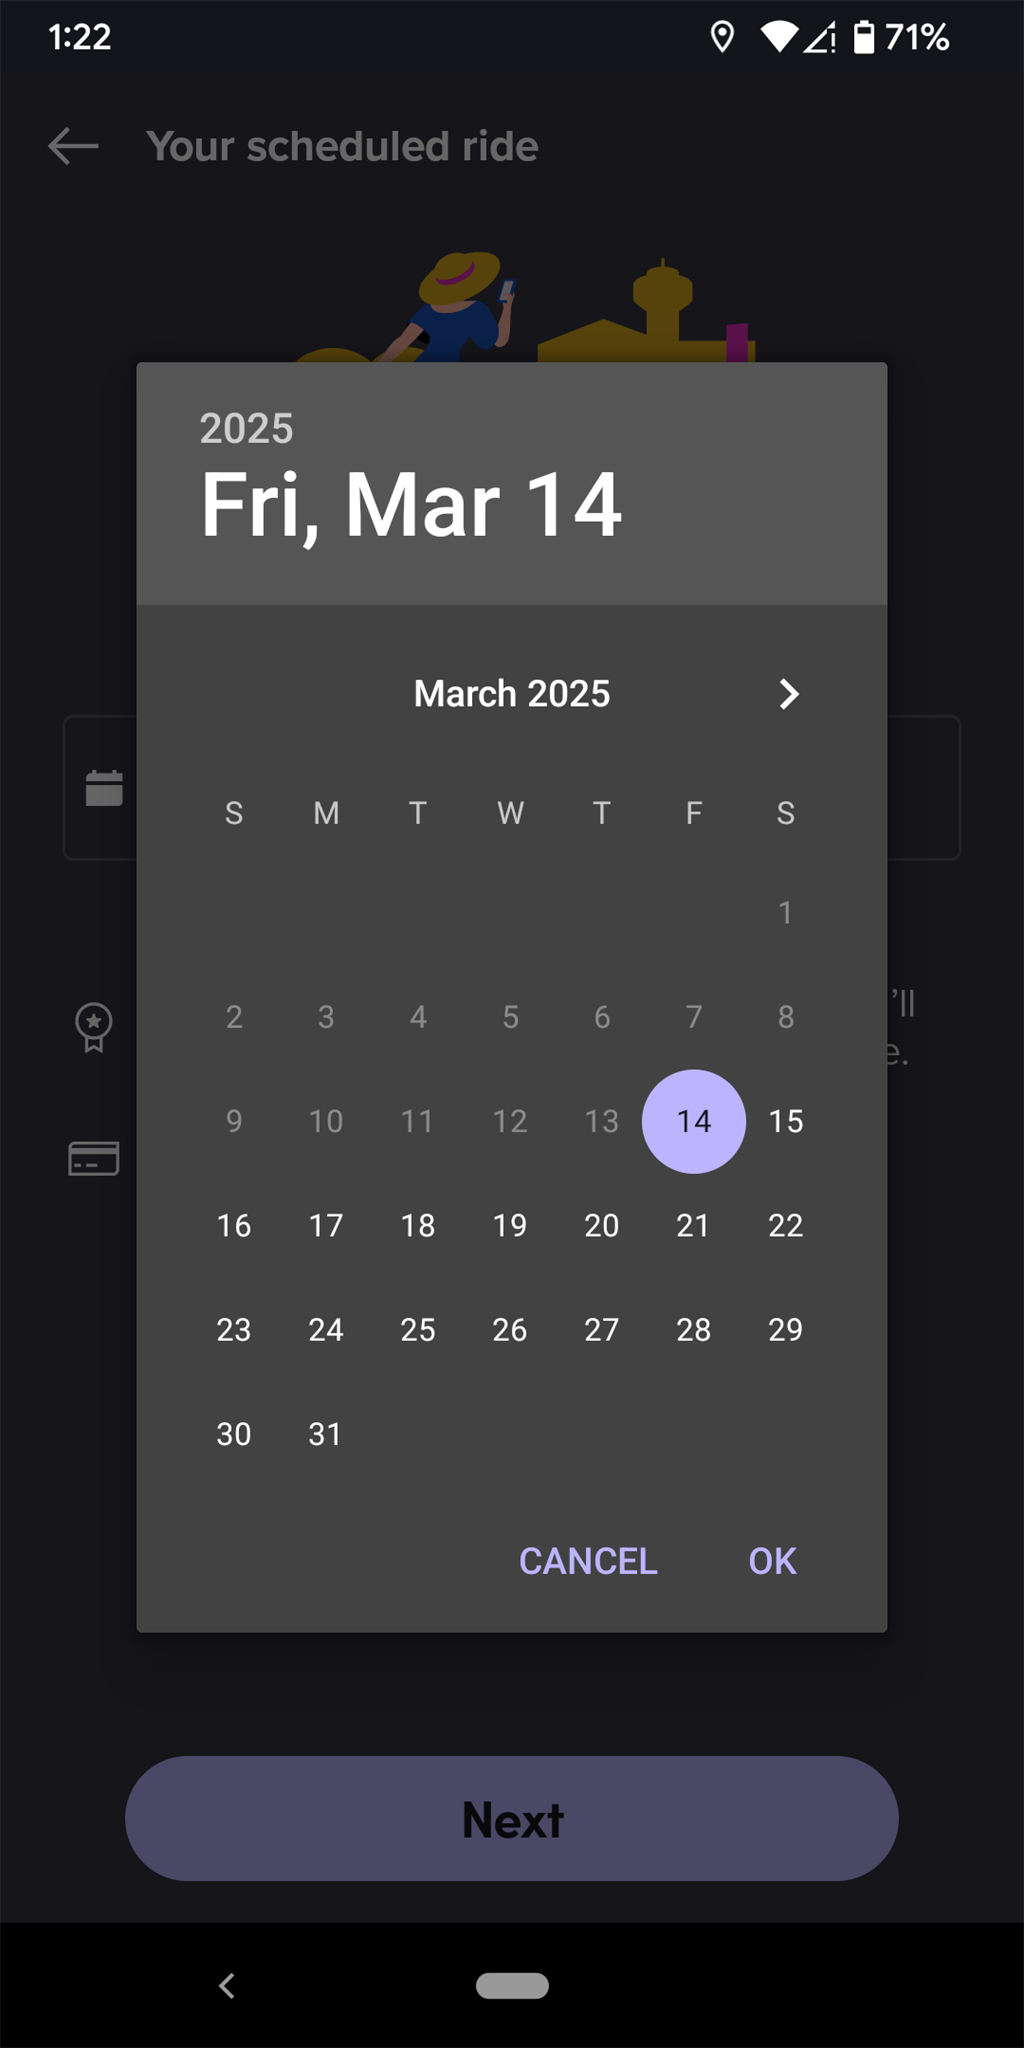 1:22
71%
Your scheduled ride
2025
Fri, Mar 14
March 2025
S M T W T F S
1
2 3 4 5 6 7 8
9 10 11 12 13 14 15
16 17 18 19 20 21 22
23 24 25 26 27 28 29
30 31
'll
e.
CANCEL OK
Next